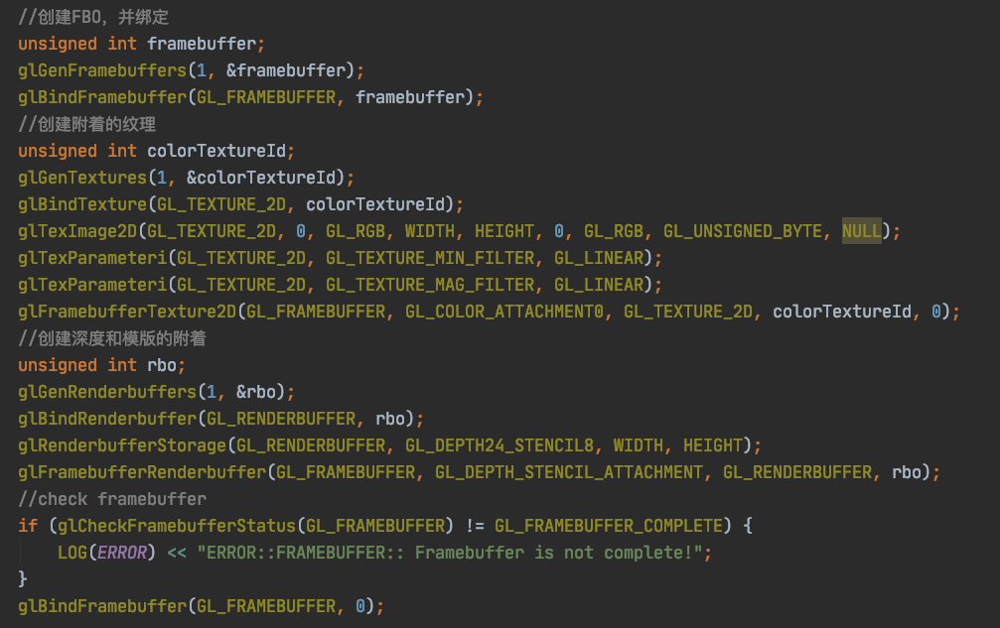 //创建FBO，并绑定
unsigned int framebuffer;
glGenFramebuffers(1, &framebuffer);
glBindFramebuffer(GL_FRAMEBUFFER, framebuffer);
//创建附着的纹理
unsigned int colorTextureId;
glGenTextures(1, &colorTextureId);
glBindTexture(GL_TEXTURE_2D, colorTextureId);
glTexImage2D(GL_TEXTURE_2D, 0, GL_RGB, WIDTH, HEIGHT, 0, GL_RGB, GL_UNSIGNED_BYTE, NULL);
glTexParameteri(GL_TEXTURE_2D, GL_TEXTURE_MIN_FILTER, GL_LINEAR);
glTexParameteri(GL_TEXTURE_2D, GL_TEXTURE_MAG_FILTER, GL_LINEAR);
glFramebufferTexture2D(GL_FRAMEBUFFER, GL_COLOR_ATTACHMENT0, GL_TEXTURE_2D, colorTextureId, 0);
//创建深度和模版的附着
unsigned int rbo;
glGenRenderbuffers(1, &rbo);
glBindRenderbuffer(GL_RENDERBUFFER, rbo);
glRenderbufferStorage(GL_RENDERBUFFER, GL_DEPTH24_STENCIL8, WIDTH, HEIGHT);
glFramebufferRenderbuffer(GL_FRAMEBUFFER, GL_DEPTH_STENCIL_ATTACHMENT, GL_RENDERBUFFER, rbo);
//check framebuffer
if (glCheckFramebufferStatus(GL_FRAMEBUFFER) != GL_FRAMEBUFFER_COMPLETE) {
    LOG(ERROR) << "ERROR::FRAMEBUFFER:: Framebuffer is not complete!";
}
glBindFramebuffer(GL_FRAMEBUFFER, 0);